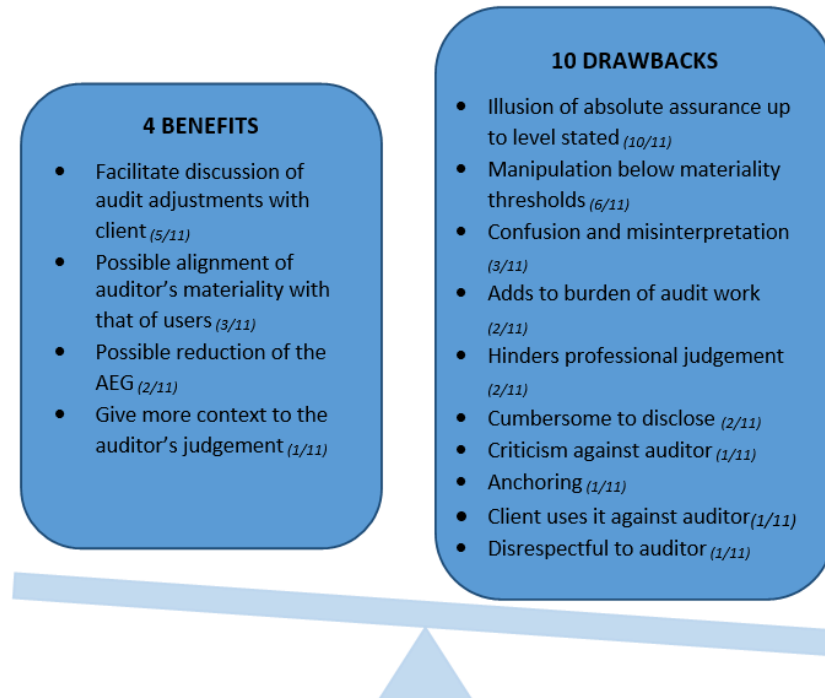 4 BENEFITS
• Facilitate discussion of
audit adjustments with
client (5/11)
• Possible alignment of
auditor’s materiality with
that of users (3/11)
• Possible reduction of the
AEG (2/11)
• Give more context to the
auditor’s judgement (1/11)
10 DRAWBACKS
• Illusion of absolute assurance up
to level stated (10/11)
• Manipulation below materiality
thresholds (6/11)
• Confusion and misinterpretation
(3/11)
• Adds to burden of audit work
(2/11)
• Hinders professional judgement
(2/11)
• Cumbersome to disclose (2/11)
• Criticism against auditor (1/11)
• Anchoring (1/11)
• Client uses it against auditor(1/11)
• Disrespectful to auditor (1/11)